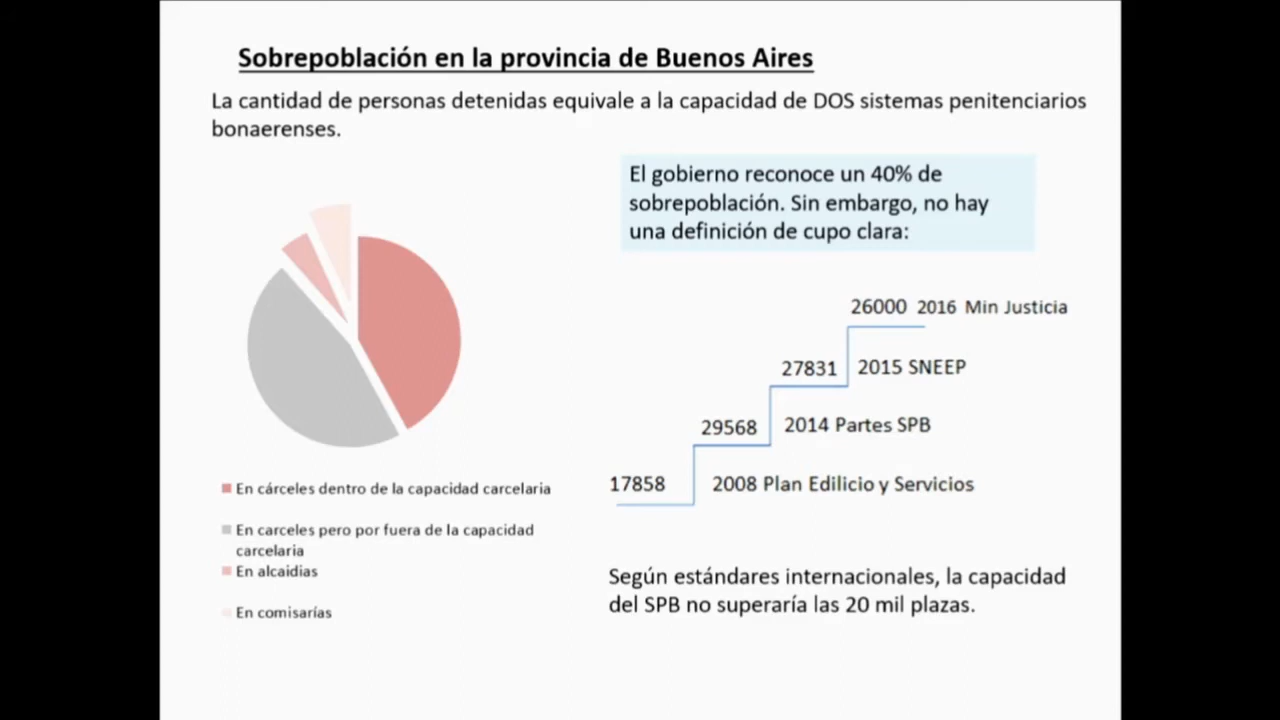 Sobrepoblación en la provincia de Buenos Aires
La cantidad de personas detenidas equivale a la capacidad de DOS sistemas penitenciarios
bonaerenses.
El gobierno reconoce un 40% de
sobrepoblación. Sin embargo, no hay
una definición de cupo clara:
26000 2016 Min Justicia
27831 2015 SNEEP
29568 2014 Partes SPB
17858 2008 Plan Edilicio y Servicios
En cárceles dentro de la capacidad carcelaria
En carceles pero por fuera de la capacidad
carcelaria
En alcaidias
En comisarías
Según estándares internacionales, la capacidad
del SPB no superaría las 20 mil plazas.